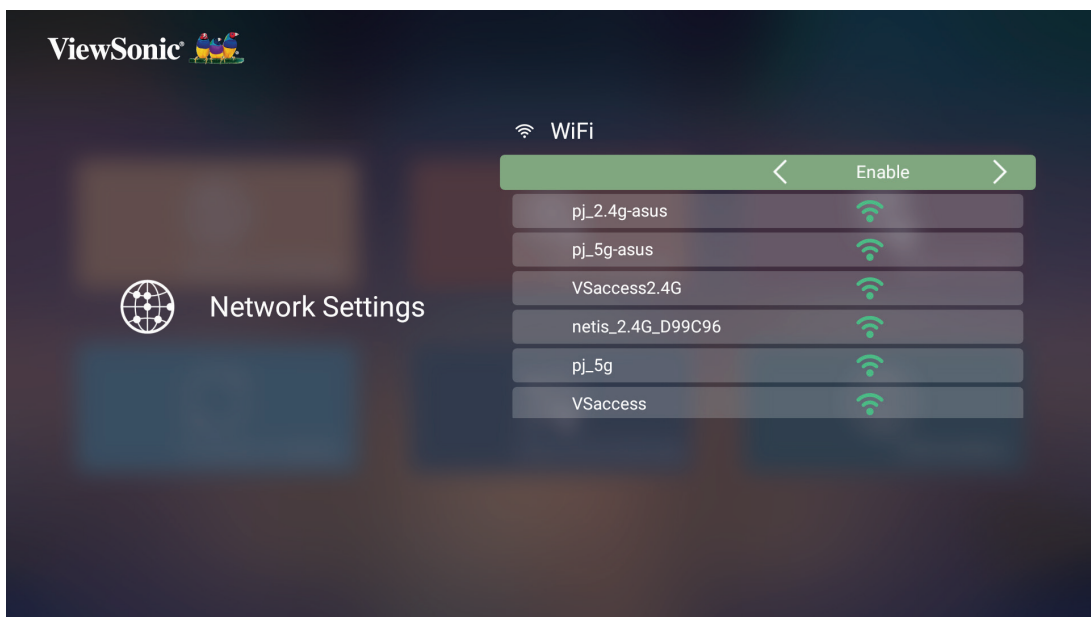 ViewSonic®
WiFi
Enable
pj_2.4g-asus
pj_5g-asus
VSaccess2.4G
Network Settings
netis_2.4G_D99C96
pj_5g
VSaccess